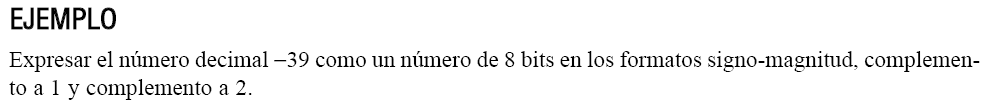 EJEMPLO
Expresar el número decimal –39 como un número de 8 bits en los formatos signo-magnitud, complemen-
to a 1 y complemento a 2.